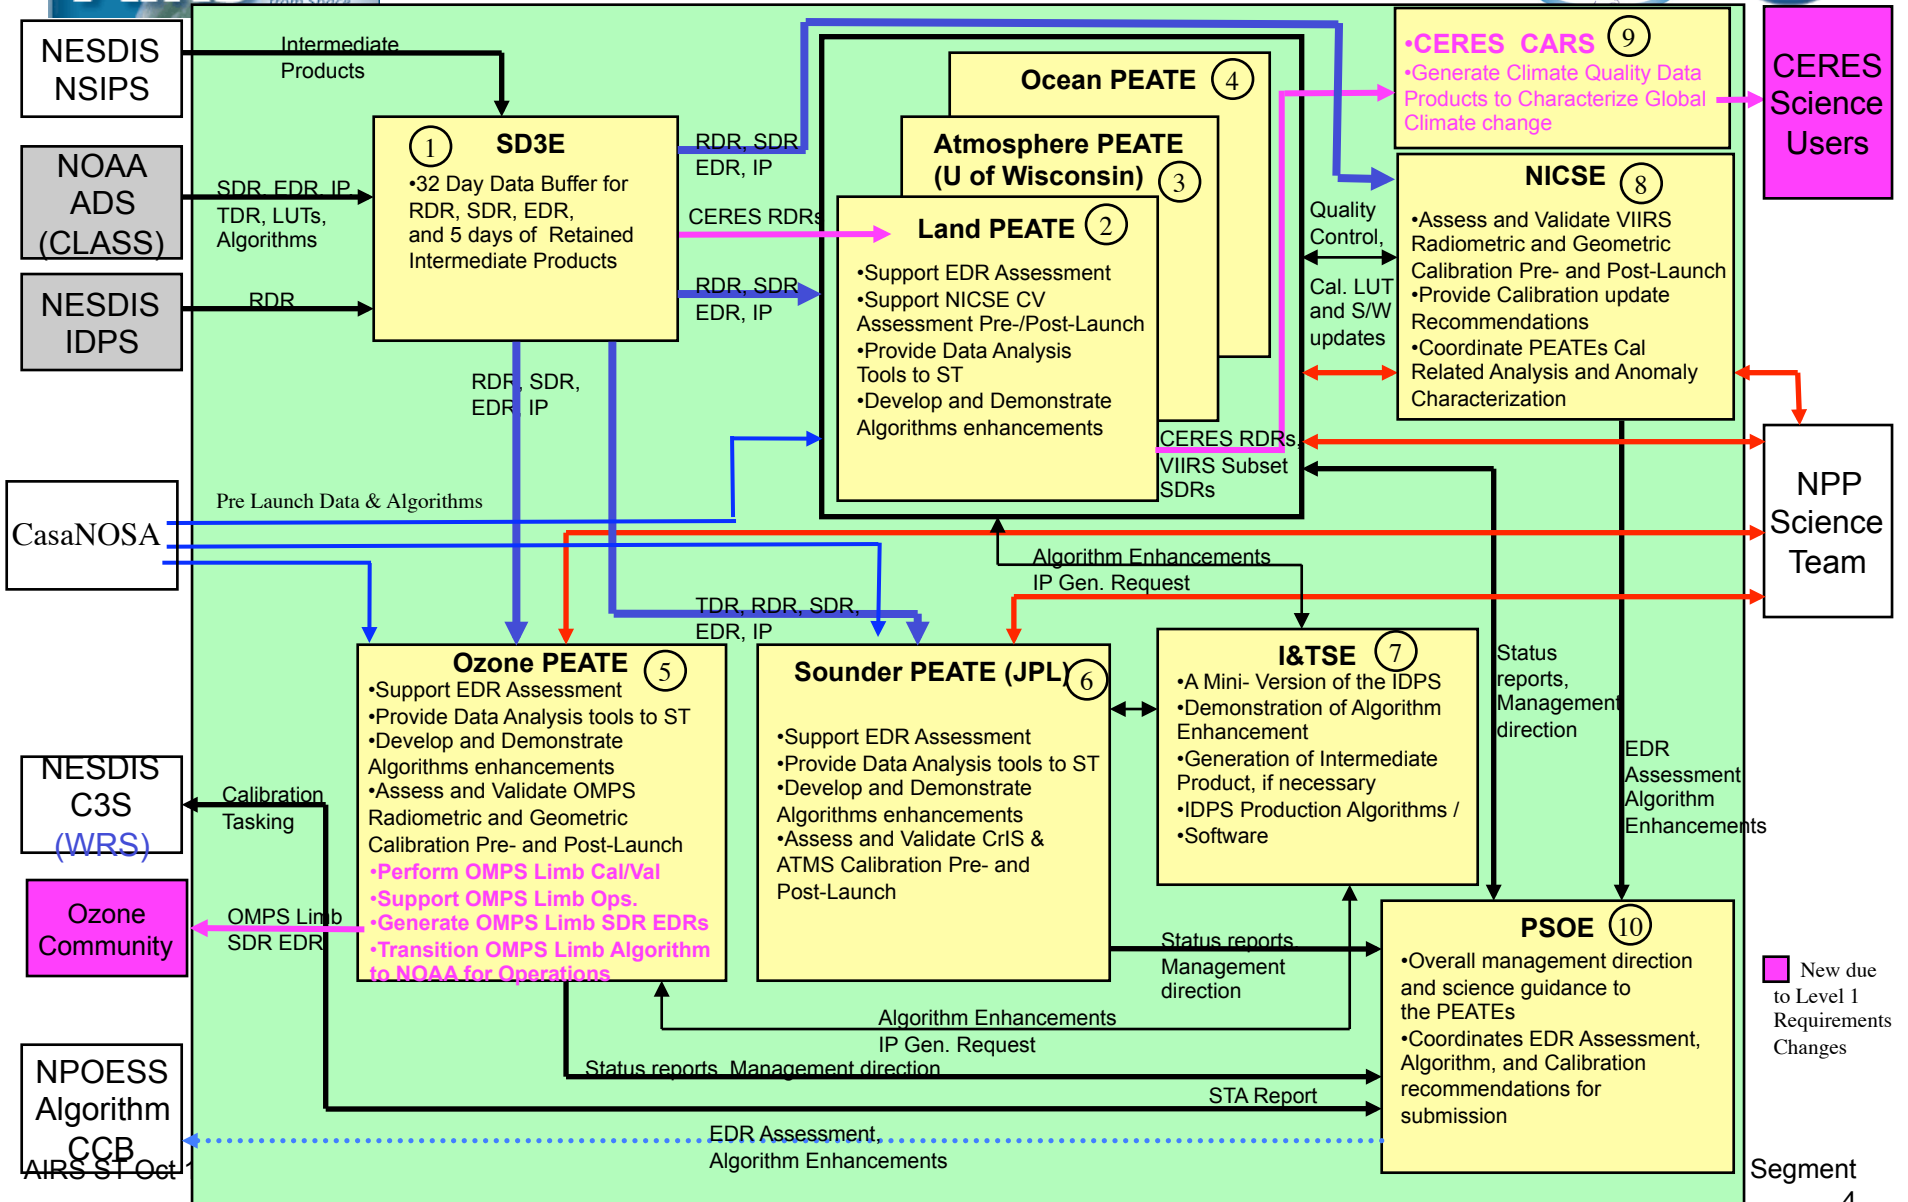 from Space
NESDIS
NSIPS
Intermediate
Products
NOAA
ADS
(CLASS)
SDR, EDR, IP
TDR, LUTs,
Algorithms
NESDIS
IDPS
RDR
1 SD3E
•32 Day Data Buffer for
RDR, SDR, EDR,
and 5 days of Retained
Intermediate Products
RDR, SDR
EDR, IP
CERES RDRs
RDR, SDR
EDR, IP
RDR, SDR,
EDR, IP
Ocean PEATE 4
Atmosphere PEATE
(U of Wisconsin) 3
Land PEATE 2
•Support EDR Assessment
•Support NICSE CV
Assessment Pre-/Post-Launch
•Provide Data Analysis
Tools to ST
•Develop and Demonstrate
Algorithms enhancements
CERES RDRs,
VIIRS Subset
SDRs
•CERES CARS 9
•Generate Climate Quality Data
Products to Characterize Global
Climate change
CERES
Science
Users
Quality
Control,
Cal. LUT
and S/W
updates
NICSE 8
•Assess and Validate VIIRS
Radiometric and Geometric
Calibration Pre- and Post-Launch
•Provide Calibration update
Recommendations
•Coordinate PEATEs Cal
Related Analysis and Anomaly
Characterization
NPP
Science
Team
CasaNOSA
Pre Launch Data & Algorithms
Algorithm Enhancements
IP Gen. Request
TDR, RDR, SDR,
EDR, IP
Ozone PEATE 5
•Support EDR Assessment
•Provide Data Analysis tools to ST
•Develop and Demonstrate
Algorithms enhancements
•Assess and Validate OMPS
Radiometric and Geometric
Calibration Pre- and Post-Launch
•Perform OMPS Limb Cal/Val
•Support OMPS Limb Ops.
•Generate OMPS Limb SDR EDRs
•Transition OMPS Limb Algorithm
to NOAA for Operations
Sounder PEATE (JPL) 6
•Support EDR Assessment
•Provide Data Analysis tools to ST
•Develop and Demonstrate
Algorithms enhancements
•Assess and Validate CrIS &
ATMS Calibration Pre- and
Post-Launch
I&TSE 7
•A Mini- Version of the IDPS
•Demonstration of Algorithm
Enhancement
•Generation of Intermediate
Product, if necessary
•IDPS Production Algorithms /
•Software
Status
reports,
Management
direction
EDR
Assessment
Algorithm
Enhancements
NESDIS
C3S
(WRS)
Calibration
Tasking
Ozone
Community
OMPS Limb
SDR EDR
Status reports
Management
direction
Algorithm Enhancements
IP Gen. Request
Status reports, Management direction
STA Report
PSOE 10
•Overall management direction
and science guidance to
the PEATEs
•Coordinates EDR Assessment,
Algorithm, and Calibration
recommendations for
submission
New due
to Level 1
Requirements
Changes
NPOESS
Algorithm
CCB
EDR Assessment,
Algorithm Enhancements
AIRS ST Oct
Segment
4